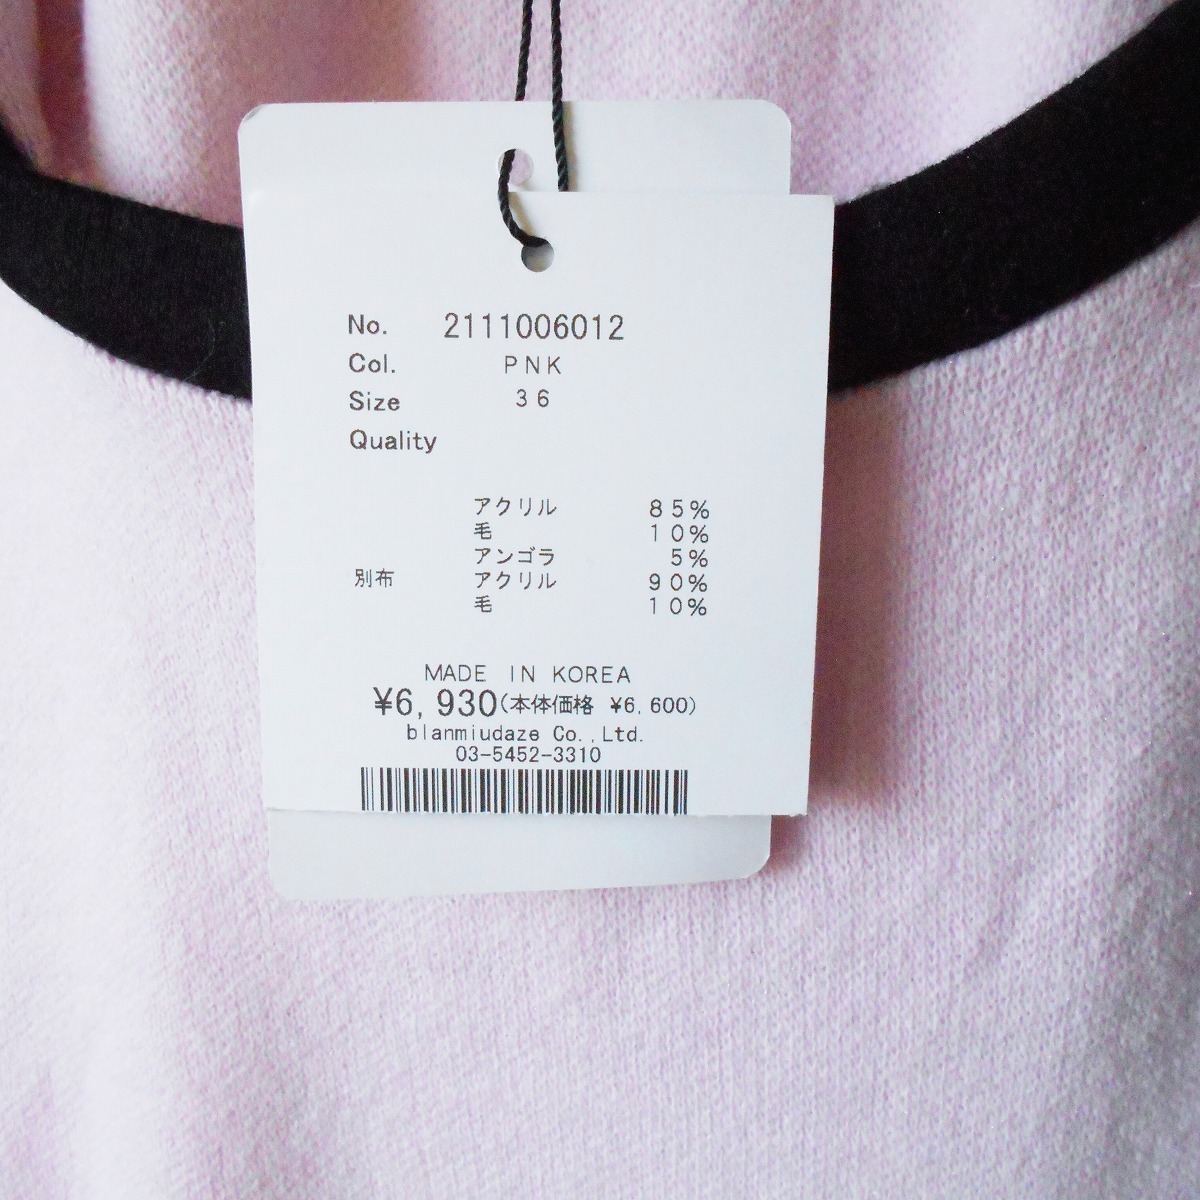 No. 2111006012
Col. PNK
Size 36
Quality
アクリル 85%
毛 10%
アンゴラ 5%
別布 アクリル 90%
毛 10%
MADE IN KOREA
¥6,930(本体価格 ¥6,600)
blanmiudaze Co.,Ltd.
03-5452-3310